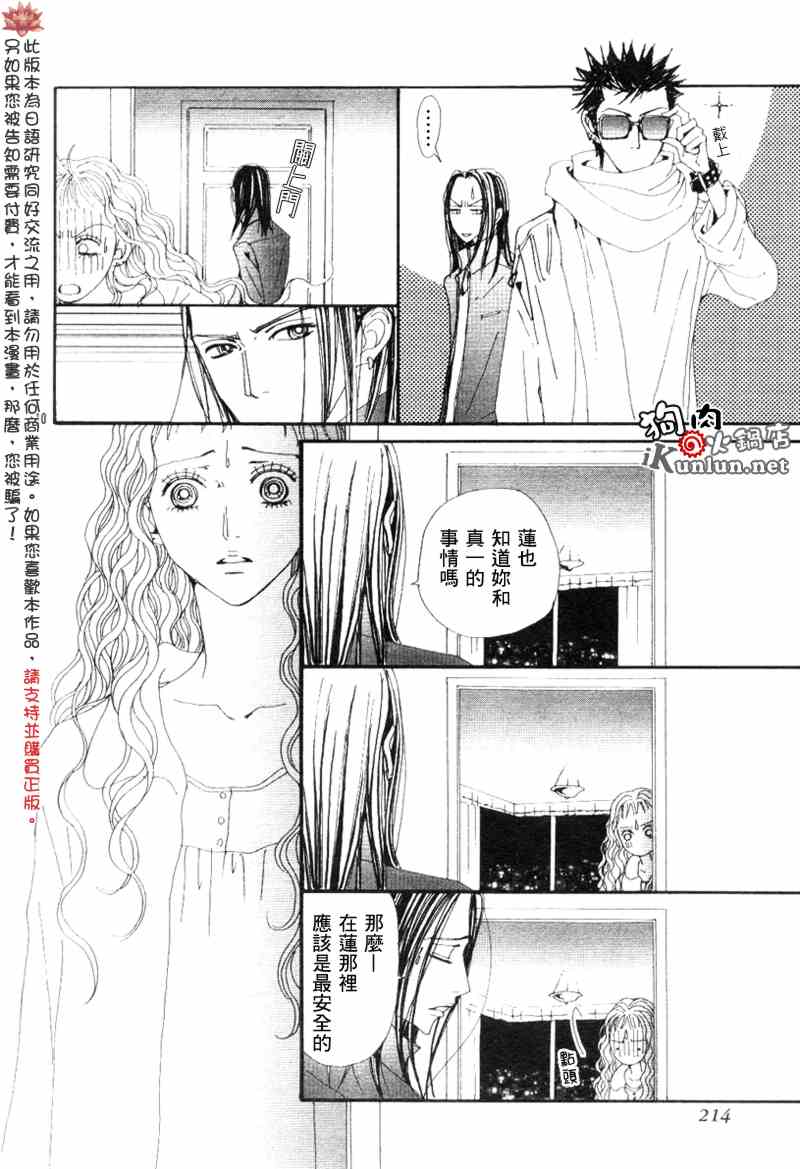 此版本為日語研究同好交流之用，請勿用於任何商業用途。如果您喜歡本作品，請支持並購買正版。
另如果您被告知需要付費，才能看到本漫畫，那麼，您被騙了！
戴上
……
關上門
狗肉
火鍋店
iKunlun.net
蓮也
知道妳和
真一的
事情嗎
那麼—
在蓮那裡
應該是最安全的
點頭
214